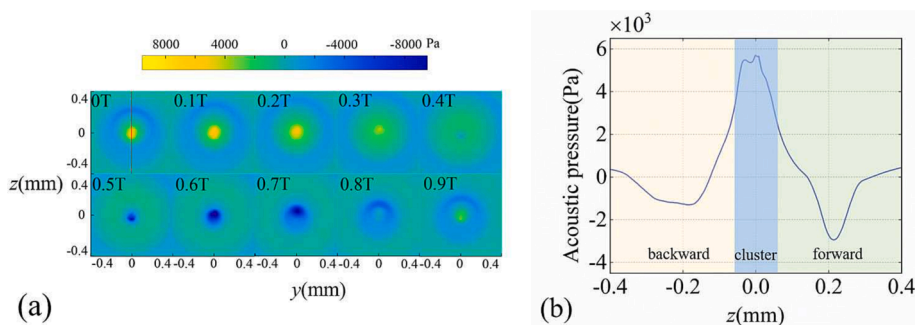 8000 4000 0 -4000 -8000 Pa
0.4 0T 0.1T 0.2T 0.3T 0.4T
0
-0.4
z(mm)
0.4 0.5T 0.6T 0.7T 0.8T 0.9T
0
-0.4
-0.4 0 0.4 -0.4 0 0.4 -0.4 0 0.4 -0.4 0 0.4 -0.4 0 0.4
y(mm)
(a)
×10³
Acoustic pressure(Pa)
6
4
2
0
-2
-4
backward cluster forward
-0.4 -0.2 0.0 0.2 0.4
z(mm)
(b)